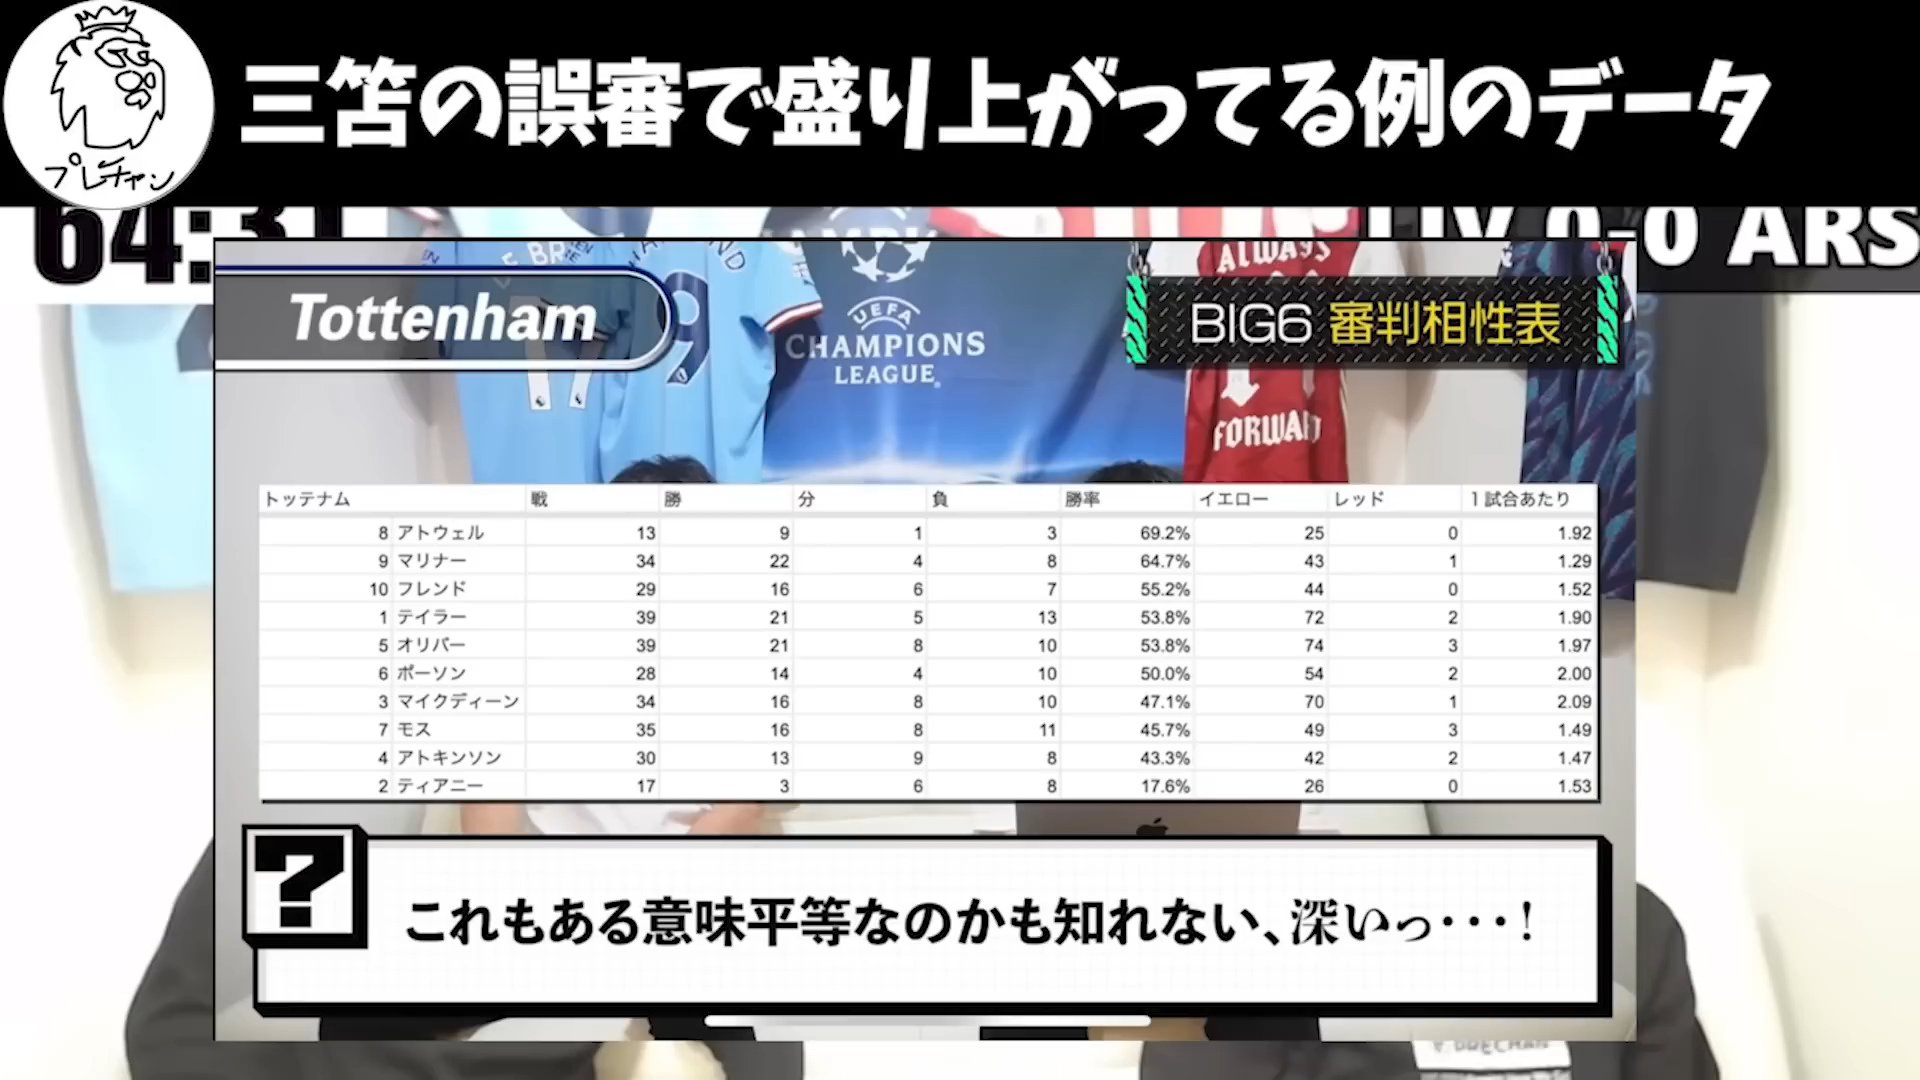 プレチャン
三笘の誤審で盛り上がってる例のデータ
64:31
LIV 0-0 ARS
Tottenham
BIG6 審判相性表
DE BRUYNE
17
9
UEFA
CHAMPIONS
LEAGUE
ALWAYS
FORWARD
トッテナム 戦 勝 分 負 勝率 イエロー レッド 1試合あたり
8 アトウェル 13 9 1 3 69.2% 25 0 1.92
9 マリナー 34 22 4 8 64.7% 43 1 1.29
10 フレンド 29 16 6 7 55.2% 44 0 1.52
1 テイラー 39 21 5 13 53.8% 72 2 1.90
5 オリバー 39 21 8 10 53.8% 74 3 1.97
6 ポーソン 28 14 4 10 50.0% 54 2 2.00
3 マイクディーン 34 16 8 10 47.1% 70 1 2.09
7 モス 35 16 8 11 45.7% 49 3 1.49
4 アトキンソン 30 13 9 8 43.3% 42 2 1.47
2 ティアニー 17 3 6 8 17.6% 26 0 1.53
?
これもある意味平等なのかも知れない、深いっ・・・!
PRECHAN